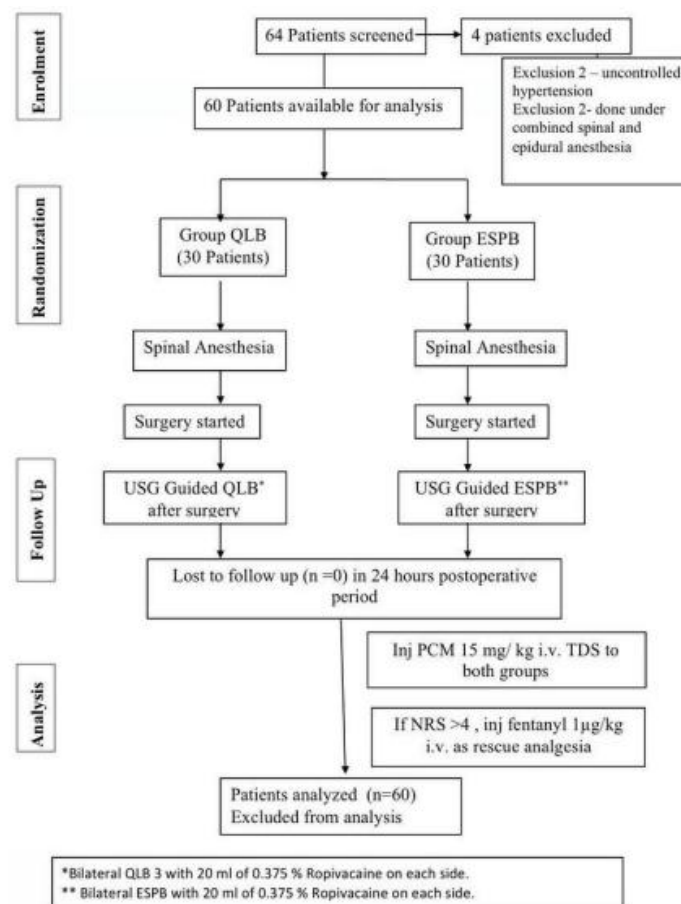 Enrolment
64 Patients screened
4 patients excluded
Exclusion 2 – uncontrolled
hypertension
Exclusion 2- done under
combined spinal and
epidural anesthesia
60 Patients available for analysis
Randomization
Group QLB
(30 Patients)
Group ESPB
(30 Patients)
Spinal Anesthesia
Spinal Anesthesia
Surgery started
Surgery started
Follow Up
USG Guided QLB*
after surgery
USG Guided ESPB**
after surgery
Lost to follow up (n =0) in 24 hours postoperative
period
Analysis
Inj PCM 15 mg/ kg i.v. TDS to
both groups
If NRS >4 , inj fentanyl 1µg/kg
i.v. as rescue analgesia
Patients analyzed (n=60)
Excluded from analysis
*Bilateral QLB 3 with 20 ml of 0.375 % Ropivacaine on each side.
** Bilateral ESPB with 20 ml of 0.375 % Ropivacaine on each side.